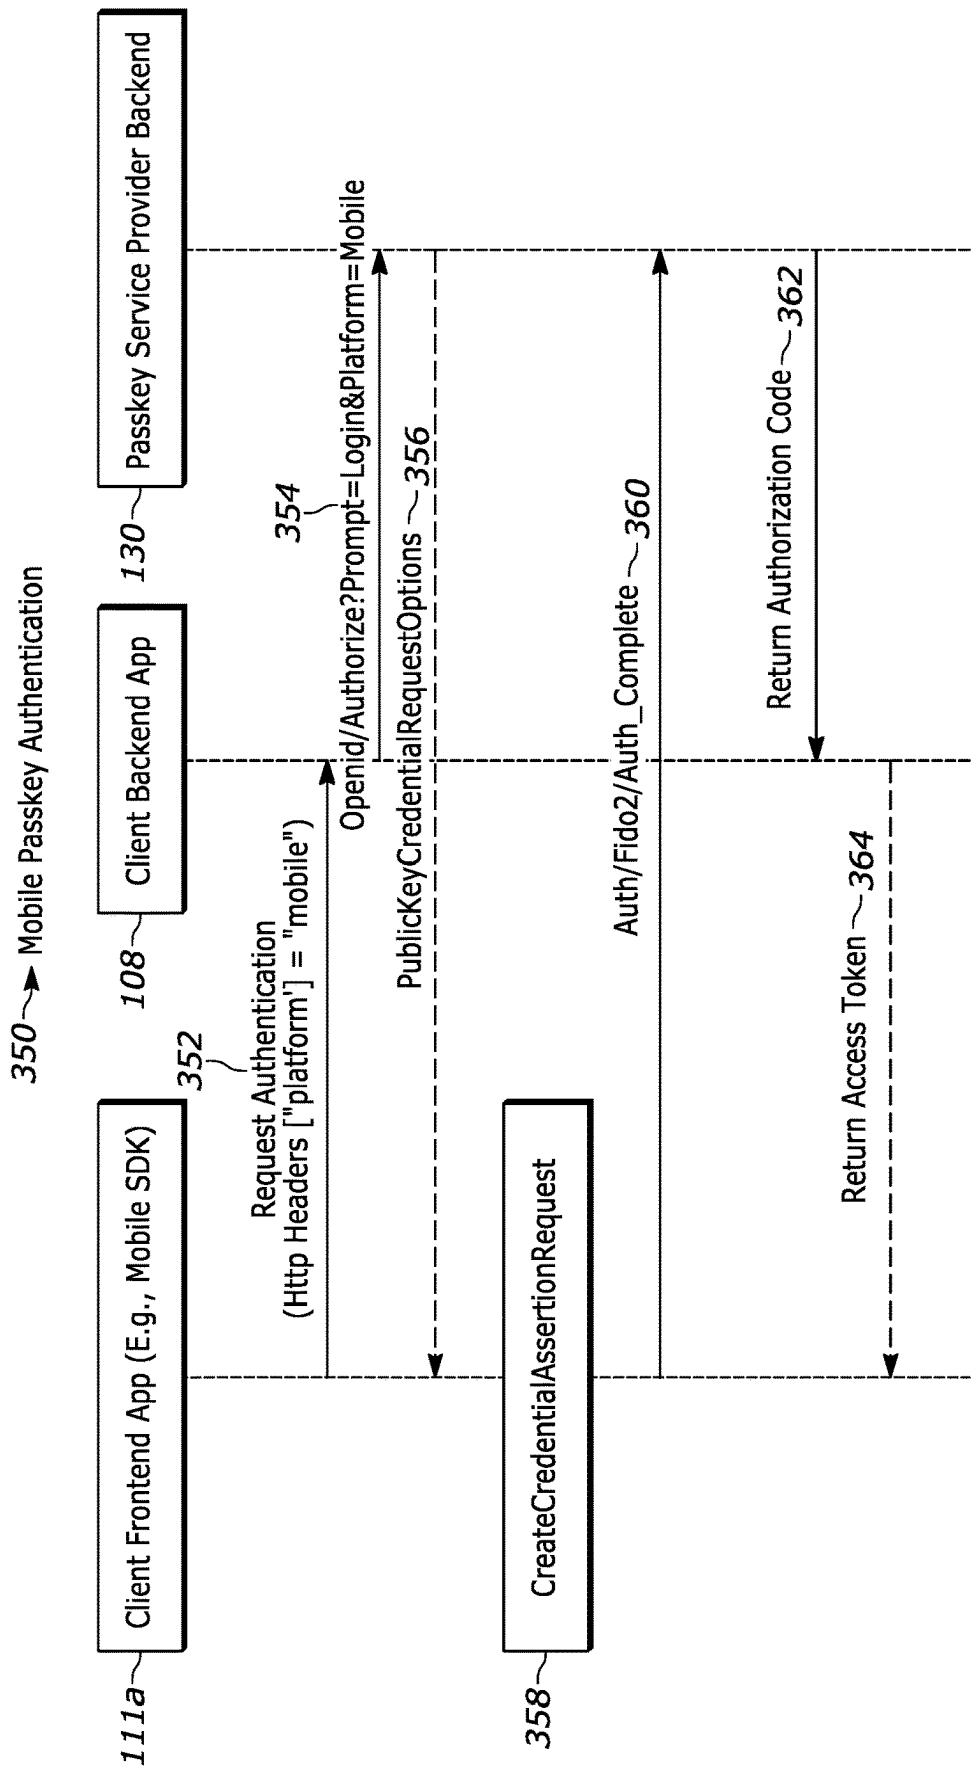 350 Mobile Passkey Authentication
111a
Client Frontend App (E.g., Mobile SDK)
108
Client Backend App
130
Passkey Service Provider Backend
352
Request Authentication
(Http Headers ["platform'] = "mobile")
354
Openid/Authorize?Prompt=Login&Platform=Mobile
PublicKeyCredentialRequestOptions 356
358
CreateCredentialAssertionRequest
Auth/Fido2/Auth_Complete 360
Return Authorization Code 362
Return Access Token 364